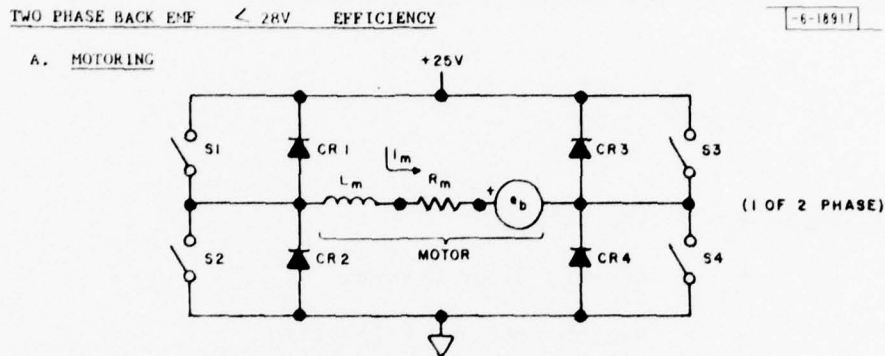 TWO PHASE BACK EMF < 28V EFFICIENCY
-6-18917
A. MOTORING
+25V
S1
CR1
Im
Lm
Rm
+
eb
CR3
S3
(1 OF 2 PHASE)
S2
CR2
MOTOR
CR4
S4